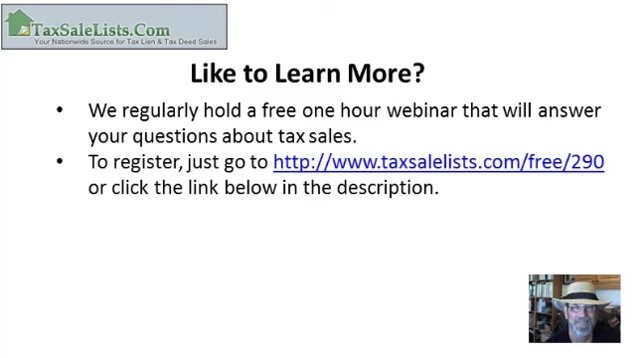 TaxSaleLists.Com
Your Nationwide Source for Tax Lien & Tax Deed Sales
Like to Learn More?
• We regularly hold a free one hour webinar that will answer
your questions about tax sales.
• To register, just go to http://www.taxsalelists.com/free/290
or click the link below in the description.